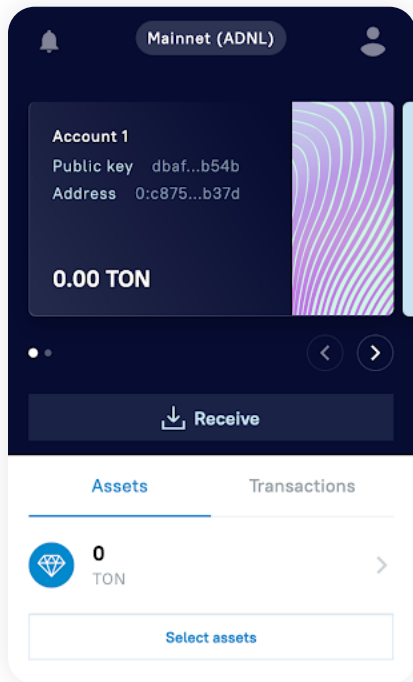 Mainnet (ADNL)
Account 1
Public key dbaf...b54b
Address 0:c875...b37d
0.00 TON
Receive
Assets Transactions
0
TON
Select assets